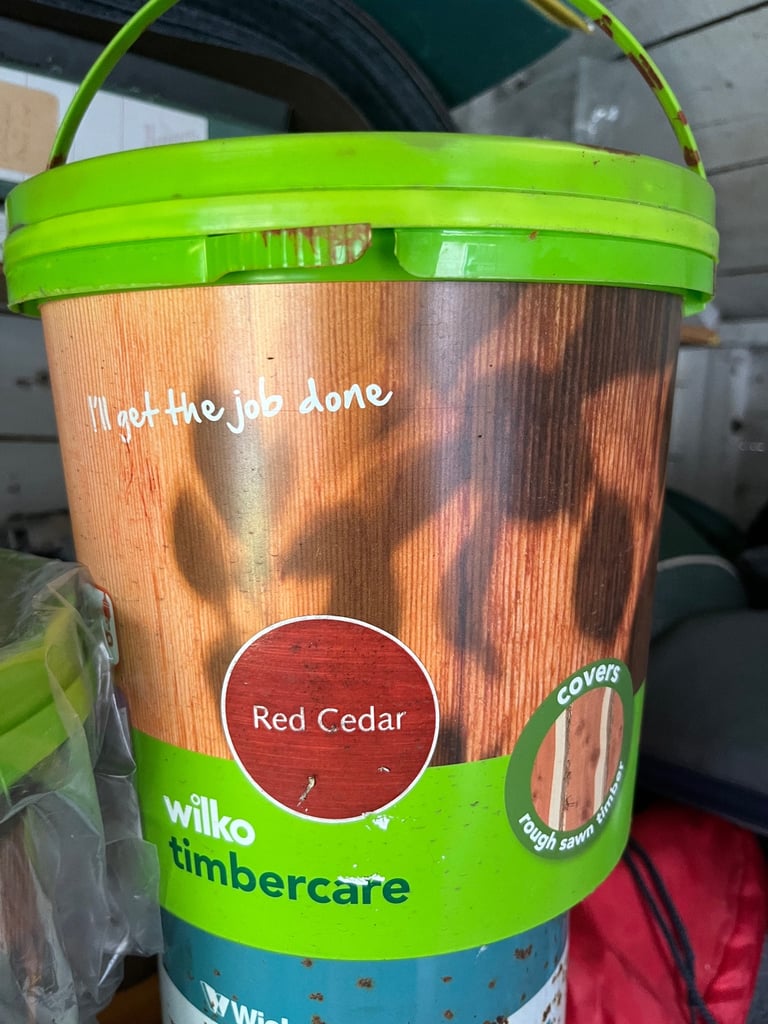 I'll get the job done
Red Cedar
covers
rough sawn timber
wilko
timbercare